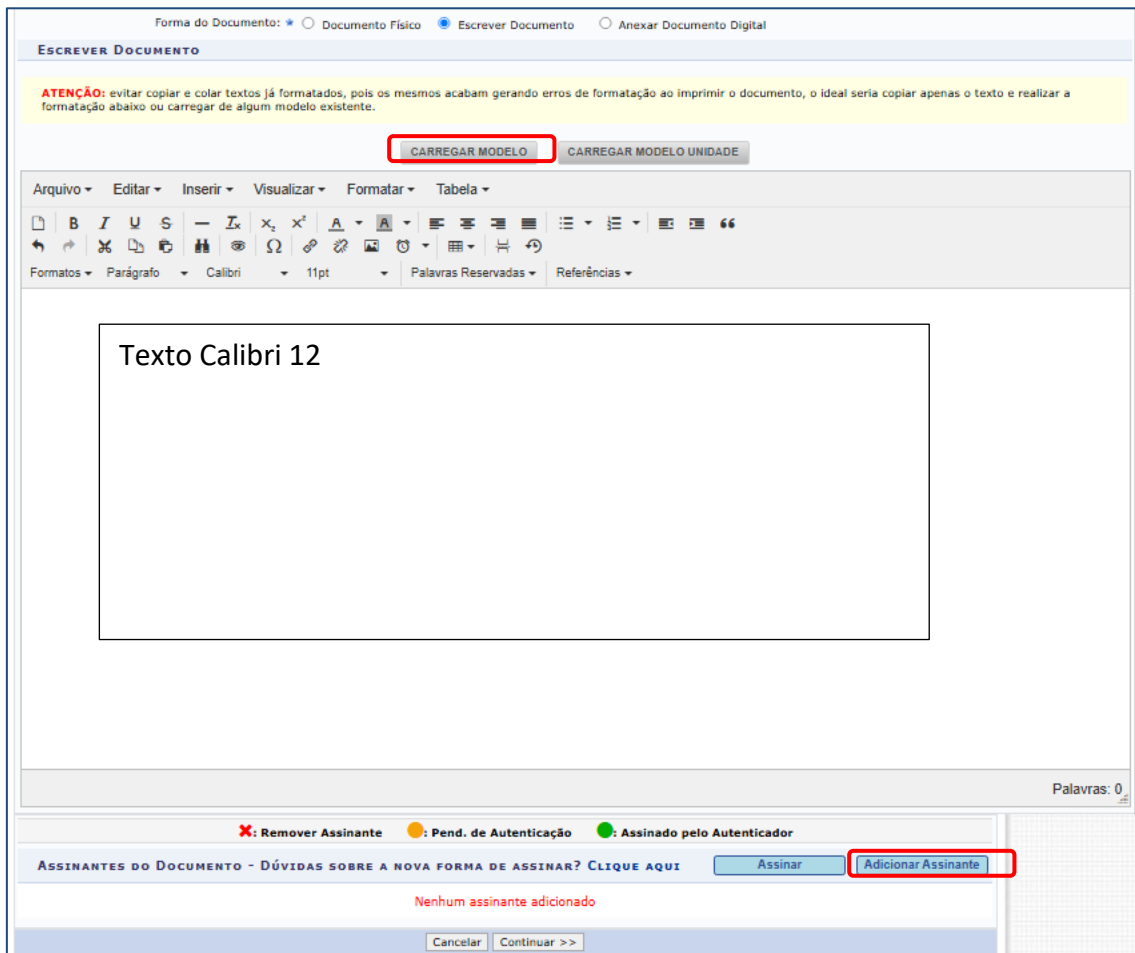 Forma do Documento: ★ Documento Físico Escrever Documento Anexar Documento Digital
ESCREVER DOCUMENTO
ATENÇÃO: evitar copiar e colar textos já formatados, pois os mesmos acabam gerando erros de formatação ao imprimir o documento, o ideal seria copiar apenas o texto e realizar a
formatação abaixo ou carregar de algum modelo existente.
CARREGAR MODELO CARREGAR MODELO UNIDADE
Arquivo Editar Inserir Visualizar Formatar Tabela
Formatos Parágrafo Calibri 11pt Palavras Reservadas Referências
Texto Calibri 12
Palavras: 0
: Remover Assinante : Pend. de Autenticação : Assinado pelo Autenticador
ASSINANTES DO DOCUMENTO - DÚVIDAS SOBRE A NOVA FORMA DE ASSINAR? CLIQUE AQUI Assinar Adicionar Assinante
Nenhum assinante adicionado
Cancelar Continuar >>